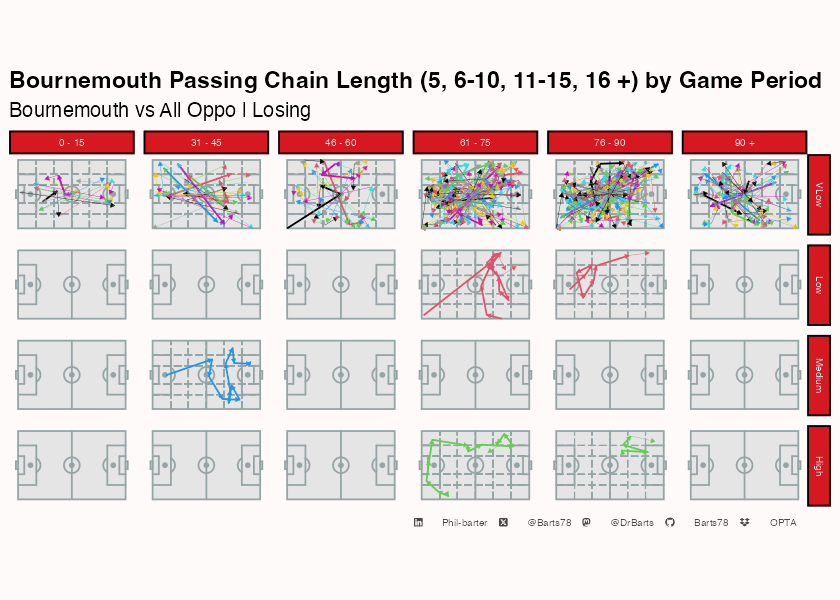 Bournemouth Passing Chain Length (5, 6-10, 11-15, 16 +) by Game Period
Bournemouth vs All Oppo l Losing
0 - 15 31 - 45 46 - 60 61 - 75 76 - 90 90 +
VLow
Low
Medium
High
Phil-barter @Barts78 @DrBarts Barts78 OPTA